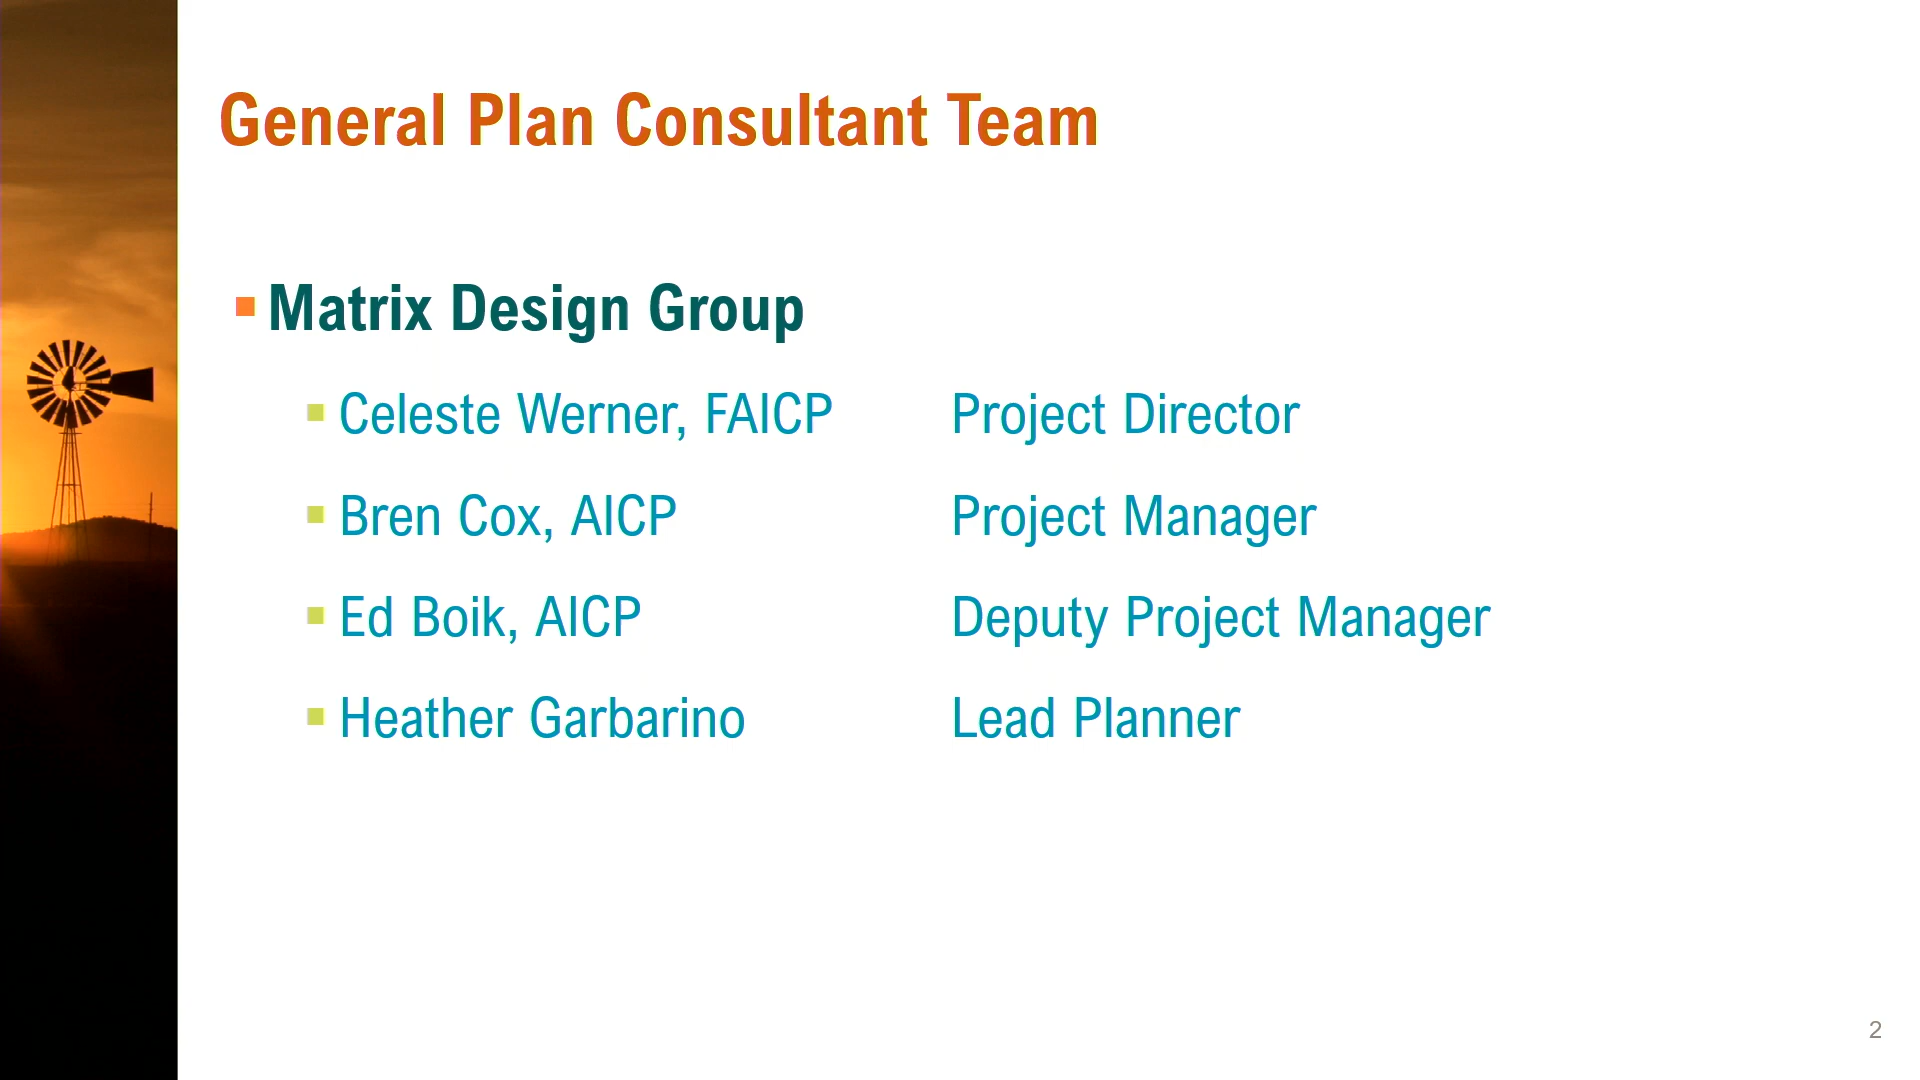 General Plan Consultant Team
Matrix Design Group
Celeste Werner, FAICP Project Director
Bren Cox, AICP Project Manager
Ed Boik, AICP Deputy Project Manager
Heather Garbarino Lead Planner
2